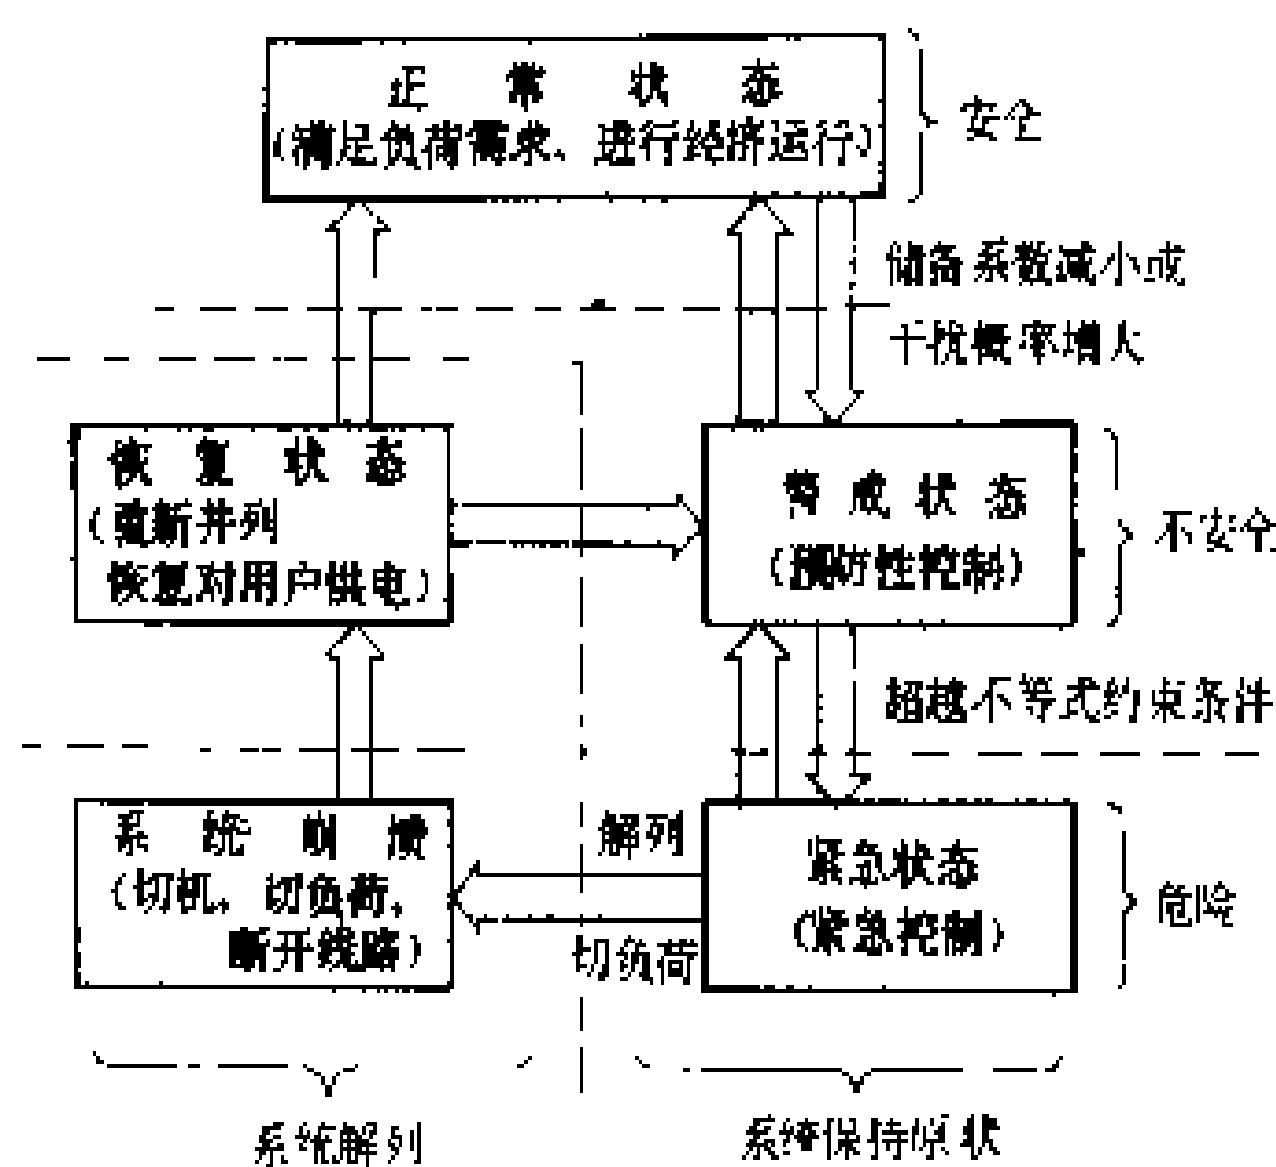 正常状态
(满足负荷需求、进行经济运行)
安全
储备系数减小或
干扰概率增大
恢复状态
(重新并列
恢复对用户供电)
警戒状态
(预防性控制)
不安全
超越不等式约束条件
系统崩溃
(切机、切负荷、
断开线路)
解列
切负荷
紧急状态
(紧急控制)
危险
系统解列
系统保持原状